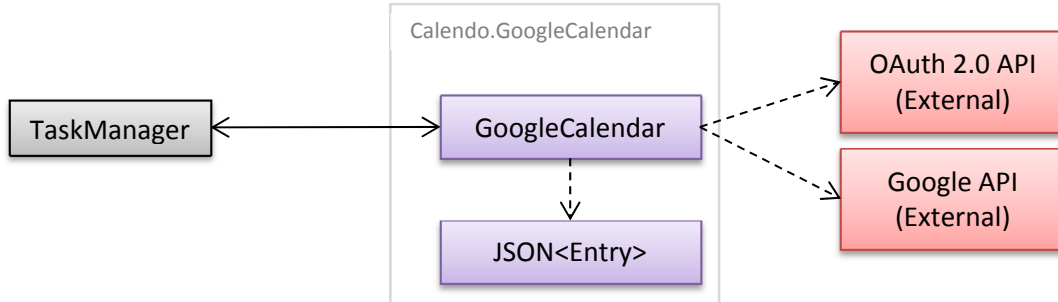 Calendo.GoogleCalendar
TaskManager
GoogleCalendar
JSON<Entry>
OAuth 2.0 API
(External)
Google API
(External)